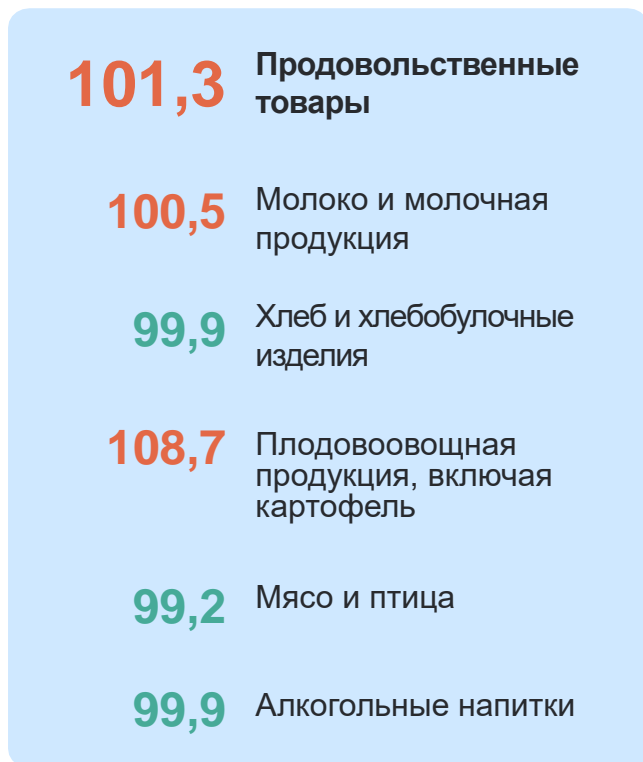 101,3 Продовольственные
товары
100,5 Молоко и молочная
продукция
99,9 Хлеб и хлебобулочные
изделия
108,7 Плодовоовощная
продукция, включая
картофель
99,2 Мясо и птица
99,9 Алкогольные напитки